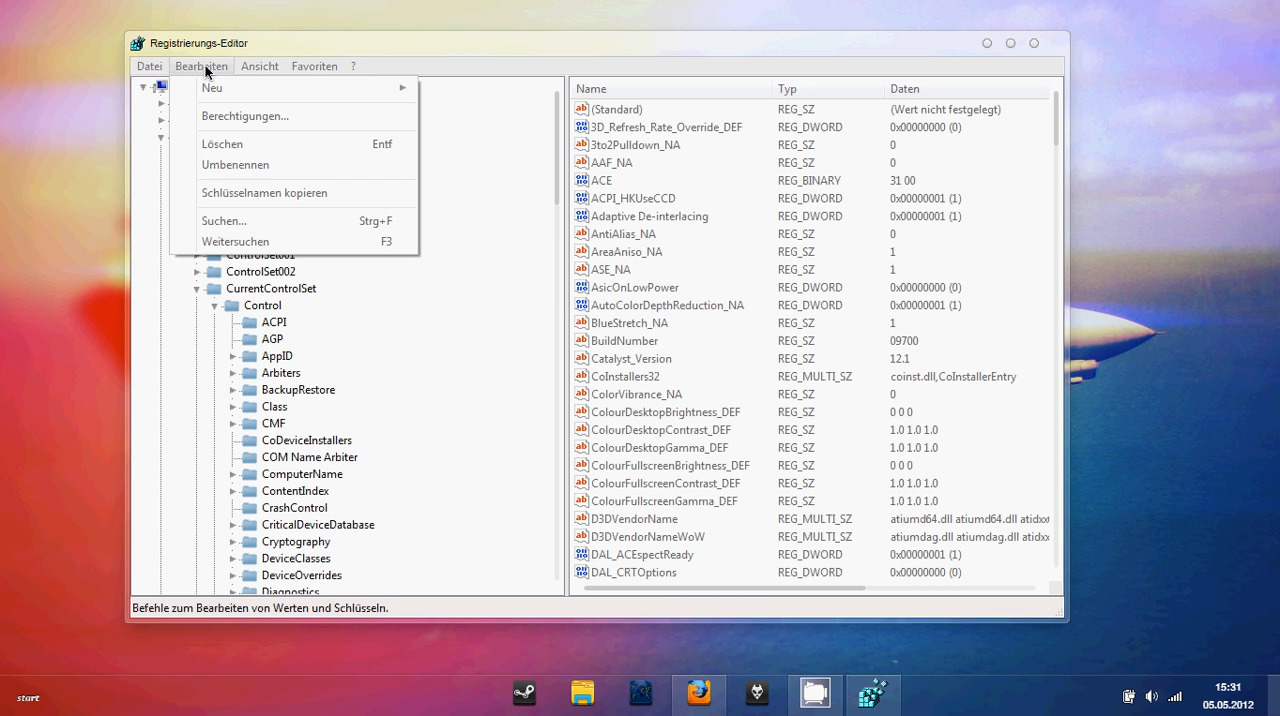 Registrierungs-Editor
Datei Bearbeiten Ansicht Favoriten ?
Neu
Berechtigungen...
Löschen Entf
Umbenennen
Schlüsselnamen kopieren
Suchen... Strg+F
Weitersuchen F3
ControlSet001
ControlSet002
CurrentControlSet
Control
ACPI
AGP
AppID
Arbiters
BackupRestore
Class
CMF
CoDeviceInstallers
COM Name Arbiter
ComputerName
ContentIndex
CrashControl
CriticalDeviceDatabase
Cryptography
DeviceClasses
DeviceOverrides
Diagnostics
Name Typ Daten
(Standard) REG_SZ (Wert nicht festgelegt)
3D_Refresh_Rate_Override_DEF REG_DWORD 0x00000000 (0)
3to2Pulldown_NA REG_SZ 0
AAF_NA REG_SZ 0
ACE REG_BINARY 31 00
ACPI_HKUseCCD REG_DWORD 0x00000001 (1)
Adaptive De-interlacing REG_DWORD 0x00000001 (1)
AntiAlias_NA REG_SZ 0
AreaAniso_NA REG_SZ 1
ASE_NA REG_SZ 1
AsicOnLowPower REG_DWORD 0x00000000 (0)
AutoColorDepthReduction_NA REG_DWORD 0x00000001 (1)
BlueStretch_NA REG_SZ 1
BuildNumber REG_SZ 09700
Catalyst_Version REG_SZ 12.1
CoInstallers32 REG_MULTI_SZ coinst.dll,CoInstallerEntry
ColorVibrance_NA REG_SZ 0
ColourDesktopBrightness_DEF REG_SZ 0 0 0
ColourDesktopContrast_DEF REG_SZ 1.0 1.0 1.0
ColourDesktopGamma_DEF REG_SZ 1.0 1.0 1.0
ColourFullscreenBrightness_DEF REG_SZ 0 0 0
ColourFullscreenContrast_DEF REG_SZ 1.0 1.0 1.0
ColourFullscreenGamma_DEF REG_SZ 1.0 1.0 1.0
D3DVendorName REG_MULTI_SZ atiumd64.dll atiumd64.dll atidxx
D3DVendorNameWoW REG_MULTI_SZ atiumdag.dll atiumdag.dll atidxx
DAL_ACEspectReady REG_DWORD 0x00000001 (1)
DAL_CRTOptions REG_DWORD 0x00000000 (0)
Befehle zum Bearbeiten von Werten und Schlüsseln.
start
15:31
05.05.2012